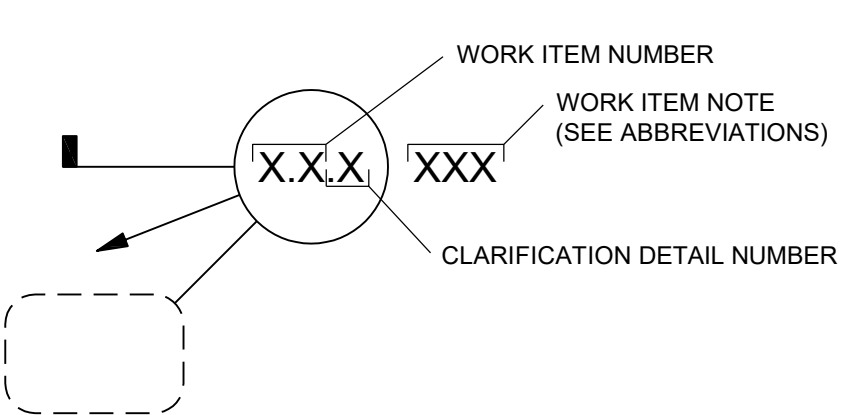 WORK ITEM NUMBER
WORK ITEM NOTE
(SEE ABBREVIATIONS)
X.X.X XXX
CLARIFICATION DETAIL NUMBER